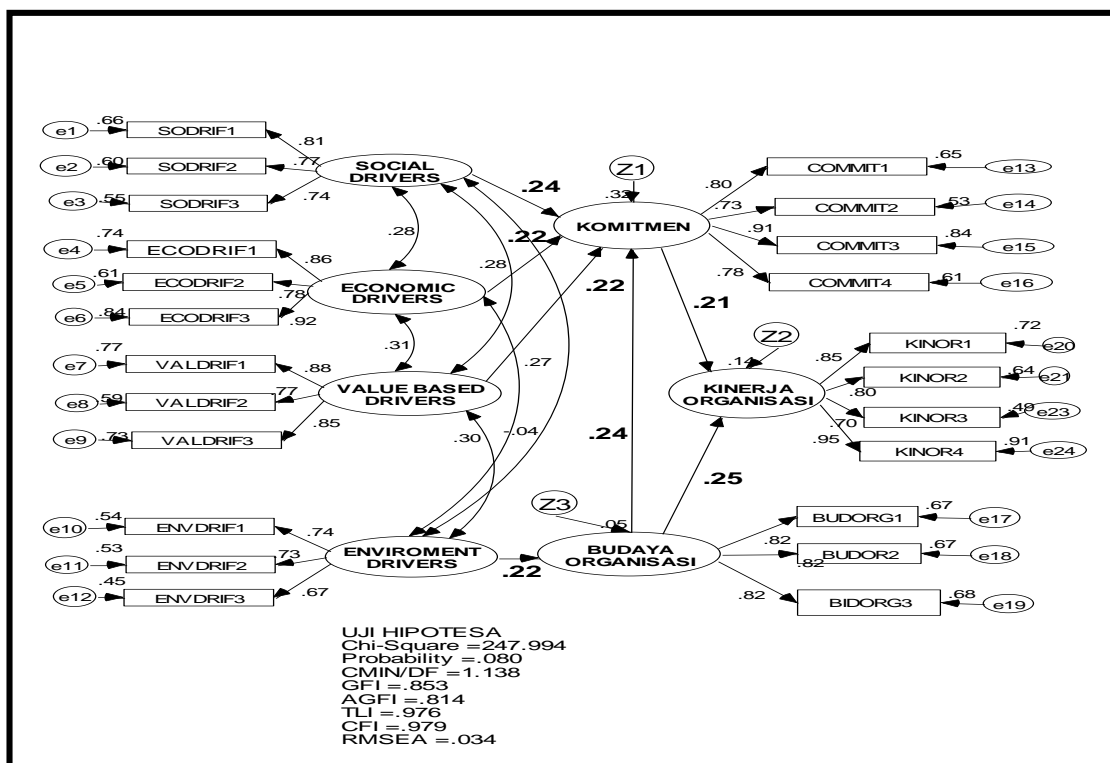 .66
e1
SODRIF1
.81
.60
e2
SODRIF2
.77
.55
e3
SODRIF3
.74
SOCIAL
DRIVERS
.74
e4
ECODRIF1
.86
.61
e5
ECODRIF2
.78
.84
e6
ECODRIF3
.92
ECONOMIC
DRIVERS
.77
e7
VALDRIF1
.88
.59
e8
VALDRIF2
.77
.73
e9
VALDRIF3
.85
VALUE BASED
DRIVERS
.54
e10
ENVDRIF1
.74
.53
e11
ENVDRIF2
.73
.45
e12
ENVDRIF3
.67
ENVIROMENT
DRIVERS
.28
.31
.30
.28
.27
-.04
.24
.22
.22
.24
.21
.25
.22
Z1
.32
KOMITMEN
.80
COMMIT1
.65
e13
.73
COMMIT2
.53
e14
.91
COMMIT3
.84
e15
.78
COMMIT4
.61
e16
Z2
.14
KINERJA
ORGANISASI
.85
KINOR1
.72
e20
.80
KINOR2
.64
e21
.70
KINOR3
.49
e23
.95
KINOR4
.91
e24
Z3
.05
BUDAYA
ORGANISASI
.82
BUDORG1
.67
e17
.82
BUDOR2
.67
e18
.82
BIDORG3
.68
e19
UJI HIPOTESA
Chi-Square =247.994
Probability =.080
CMIN/DF =1.138
GFI =.853
AGFI =.814
TLI =.976
CFI =.979
RMSEA =.034